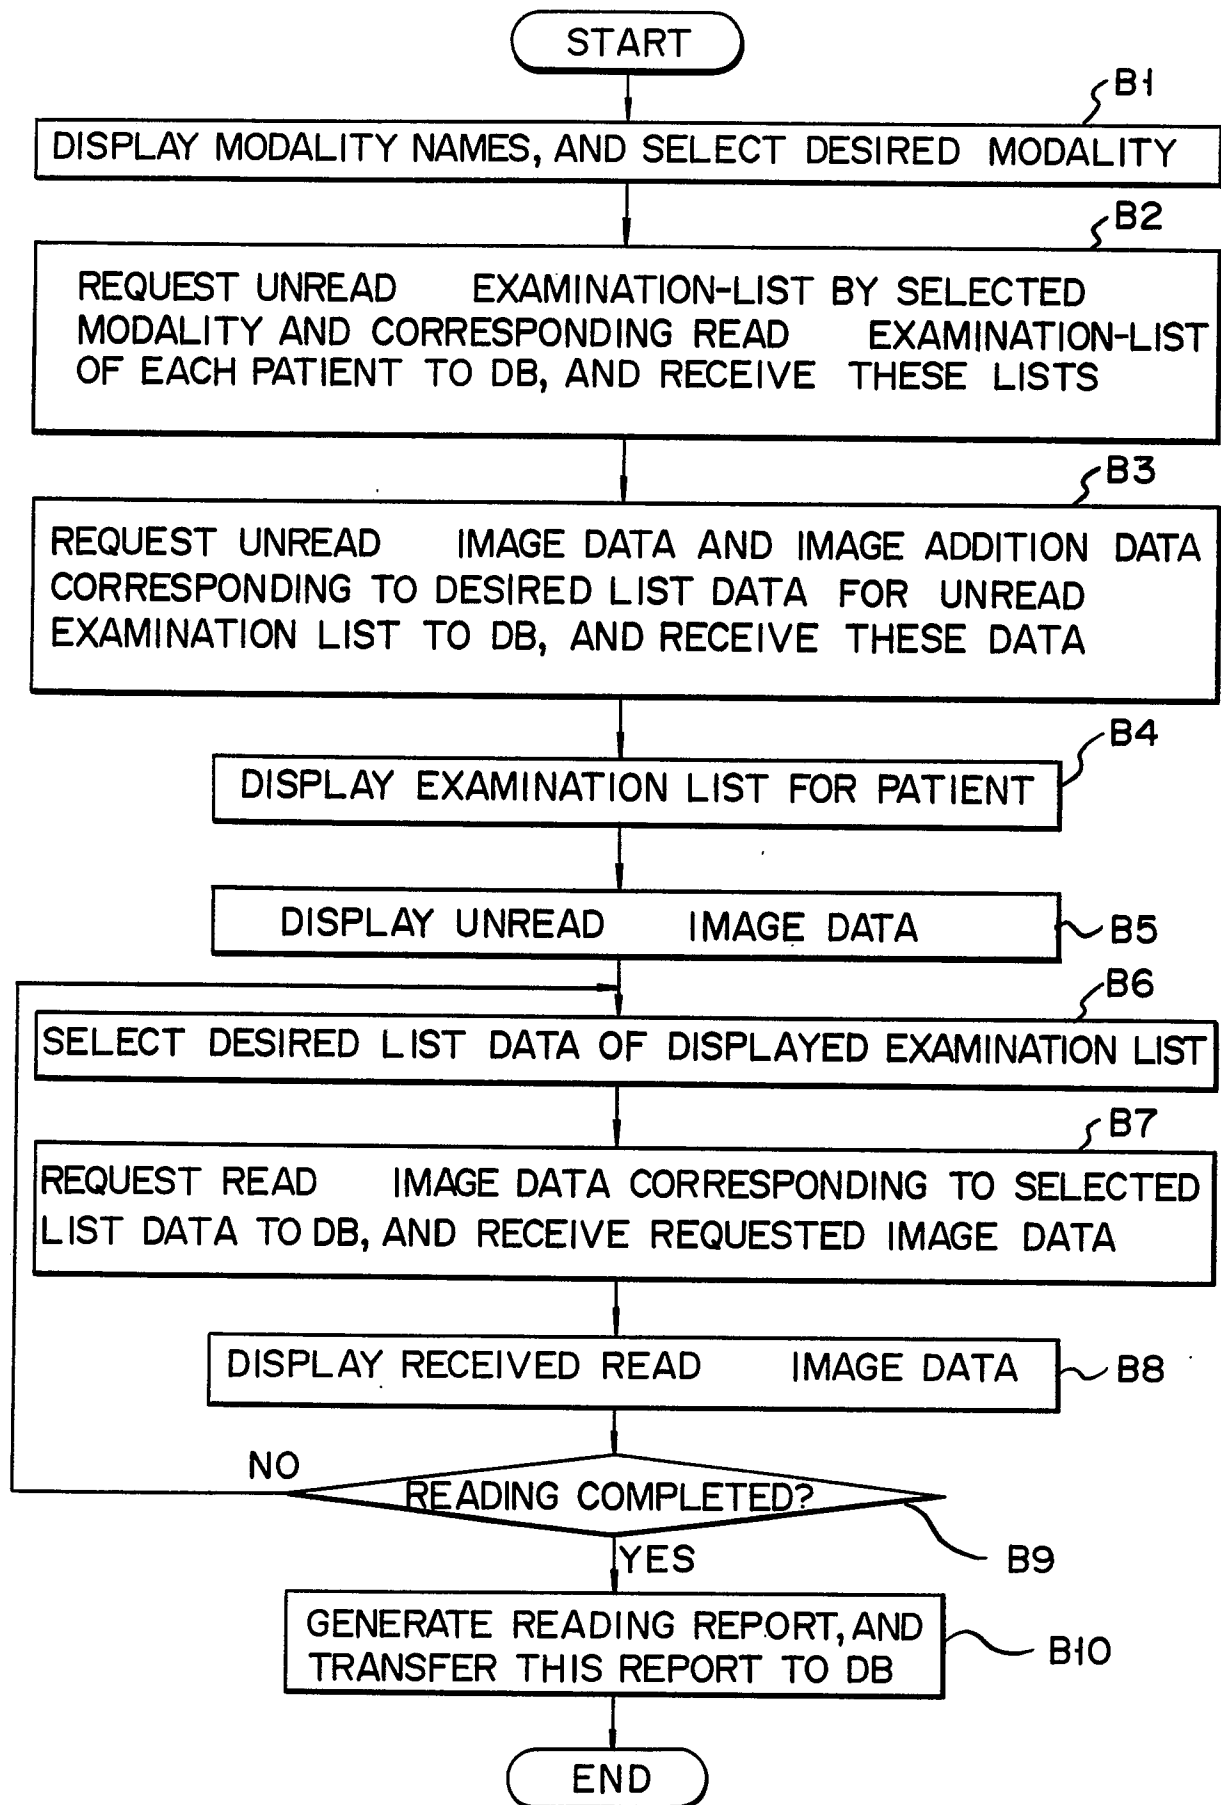 START
B1
DISPLAY MODALITY NAMES, AND SELECT DESIRED MODALITY
B2
REQUEST UNREAD EXAMINATION-LIST BY SELECTED
MODALITY AND CORRESPONDING READ EXAMINATION-LIST
OF EACH PATIENT TO DB, AND RECEIVE THESE LISTS
B3
REQUEST UNREAD IMAGE DATA AND IMAGE ADDITION DATA
CORRESPONDING TO DESIRED LIST DATA FOR UNREAD
EXAMINATION LIST TO DB, AND RECEIVE THESE DATA
B4
DISPLAY EXAMINATION LIST FOR PATIENT
DISPLAY UNREAD IMAGE DATA
B5
B6
SELECT DESIRED LIST DATA OF DISPLAYED EXAMINATION LIST
B7
REQUEST READ IMAGE DATA CORRESPONDING TO SELECTED
LIST DATA TO DB, AND RECEIVE REQUESTED IMAGE DATA
DISPLAY RECEIVED READ IMAGE DATA
B8
NO
READING COMPLETED?
YES
B9
GENERATE READING REPORT, AND
TRANSFER THIS REPORT TO DB
B10
END